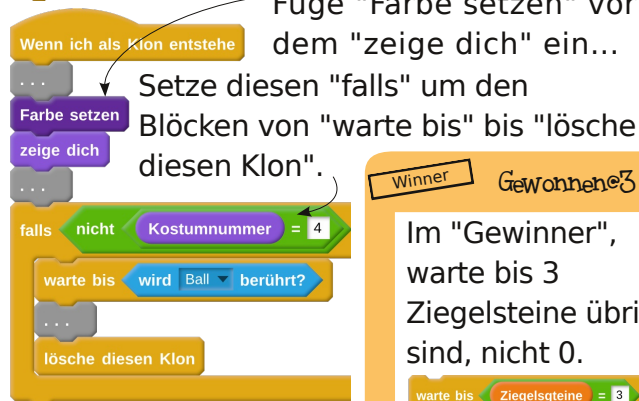 Füge "Farbe setzen" vor
dem "zeige dich" ein...
Wenn ich als Klon entstehe
. . .
Farbe setzen
zeige dich
. . .
Setze diesen "falls" um den
Blöcken von "warte bis" bis "lösche
diesen Klon".
falls nicht Kostumnummer = 4
warte bis wird Ball berührt?
. . .
lösche diesen Klon
Winner Gewonnen@3
Im "Gewinner",
warte bis 3
Ziegelsteine übri
sind, nicht 0.
warte bis Ziegelsgteine = 3